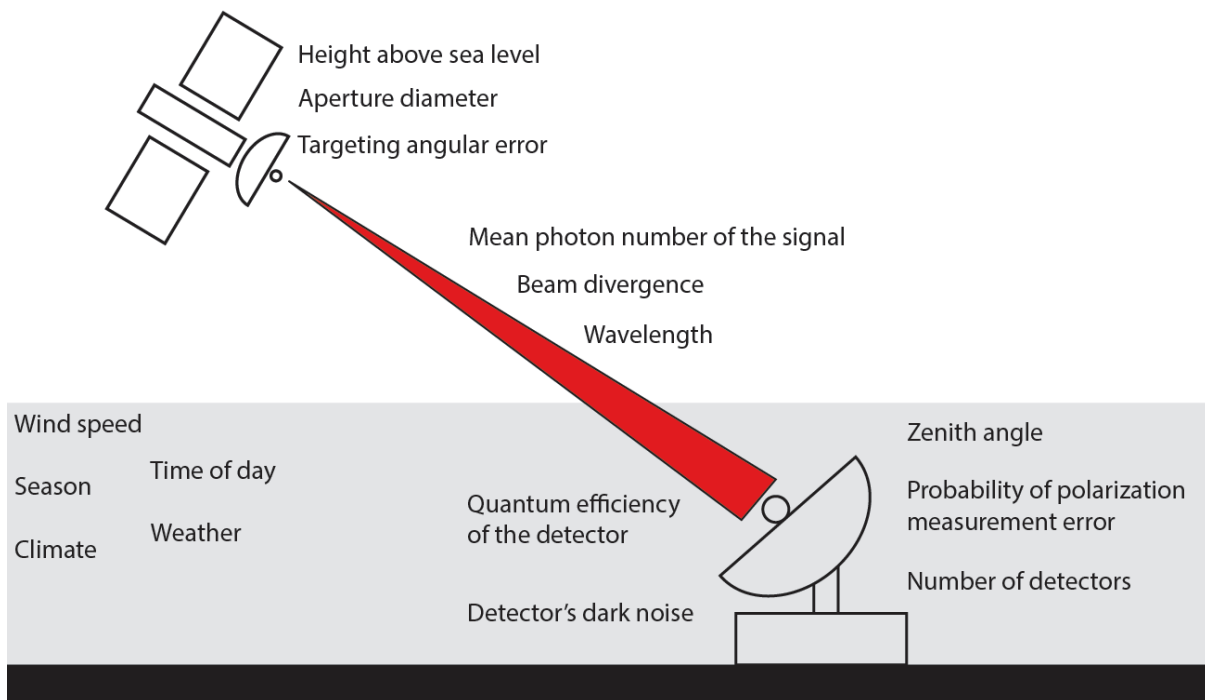 Height above sea level
Aperture diameter
Targeting angular error
Mean photon number of the signal
Beam divergence
Wavelength
Wind speed
Time of day
Season
Weather
Climate
Quantum efficiency
of the detector
Detector's dark noise
Zenith angle
Probability of polarization
measurement error
Number of detectors